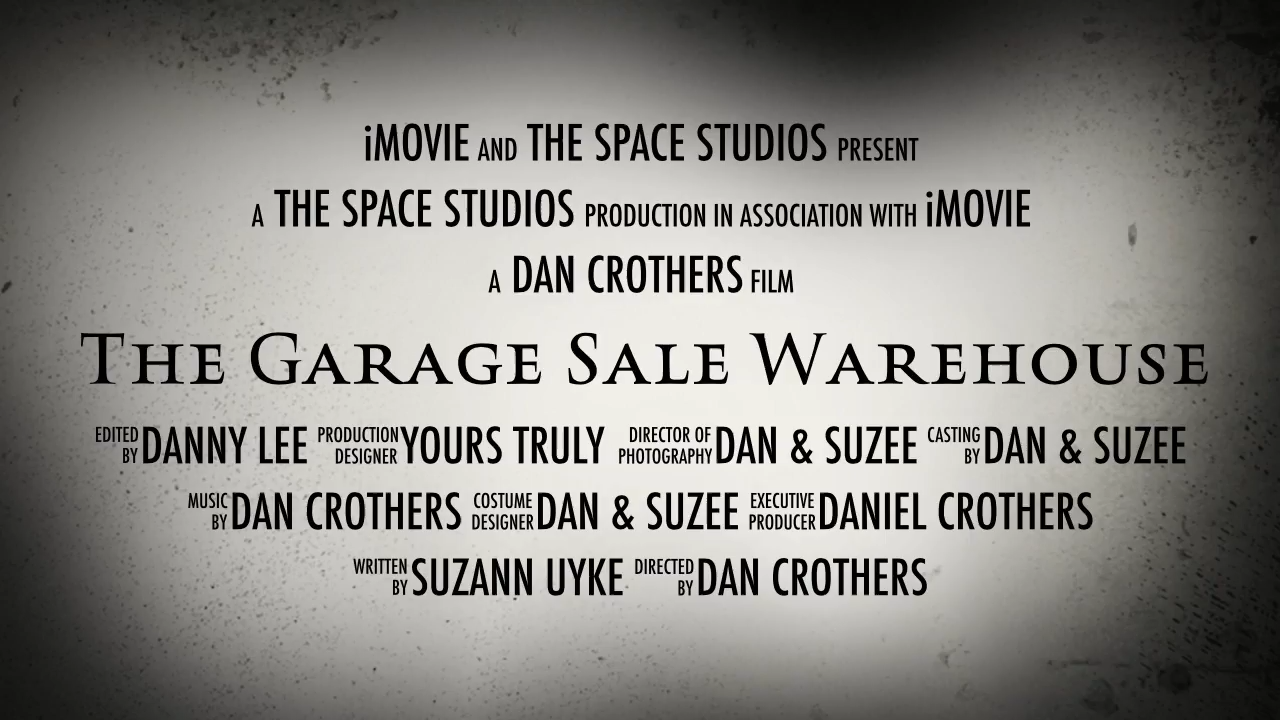 iMOVIE AND THE SPACE STUDIOS PRESENT
A THE SPACE STUDIOS PRODUCTION IN ASSOCIATION WITH iMOVIE
A DAN CROTHERS FILM
THE GARAGE SALE WAREHOUSE
EDITED BY DANNY LEE PRODUCTION DESIGNER YOURS TRULY DIRECTOR OF PHOTOGRAPHY DAN & SUZEE CASTING BY DAN & SUZEE
MUSIC BY DAN CROTHERS COSTUME DESIGNER DAN & SUZEE EXECUTIVE PRODUCER DANIEL CROTHERS
WRITTEN BY SUZANN UYKE DIRECTED BY DAN CROTHERS